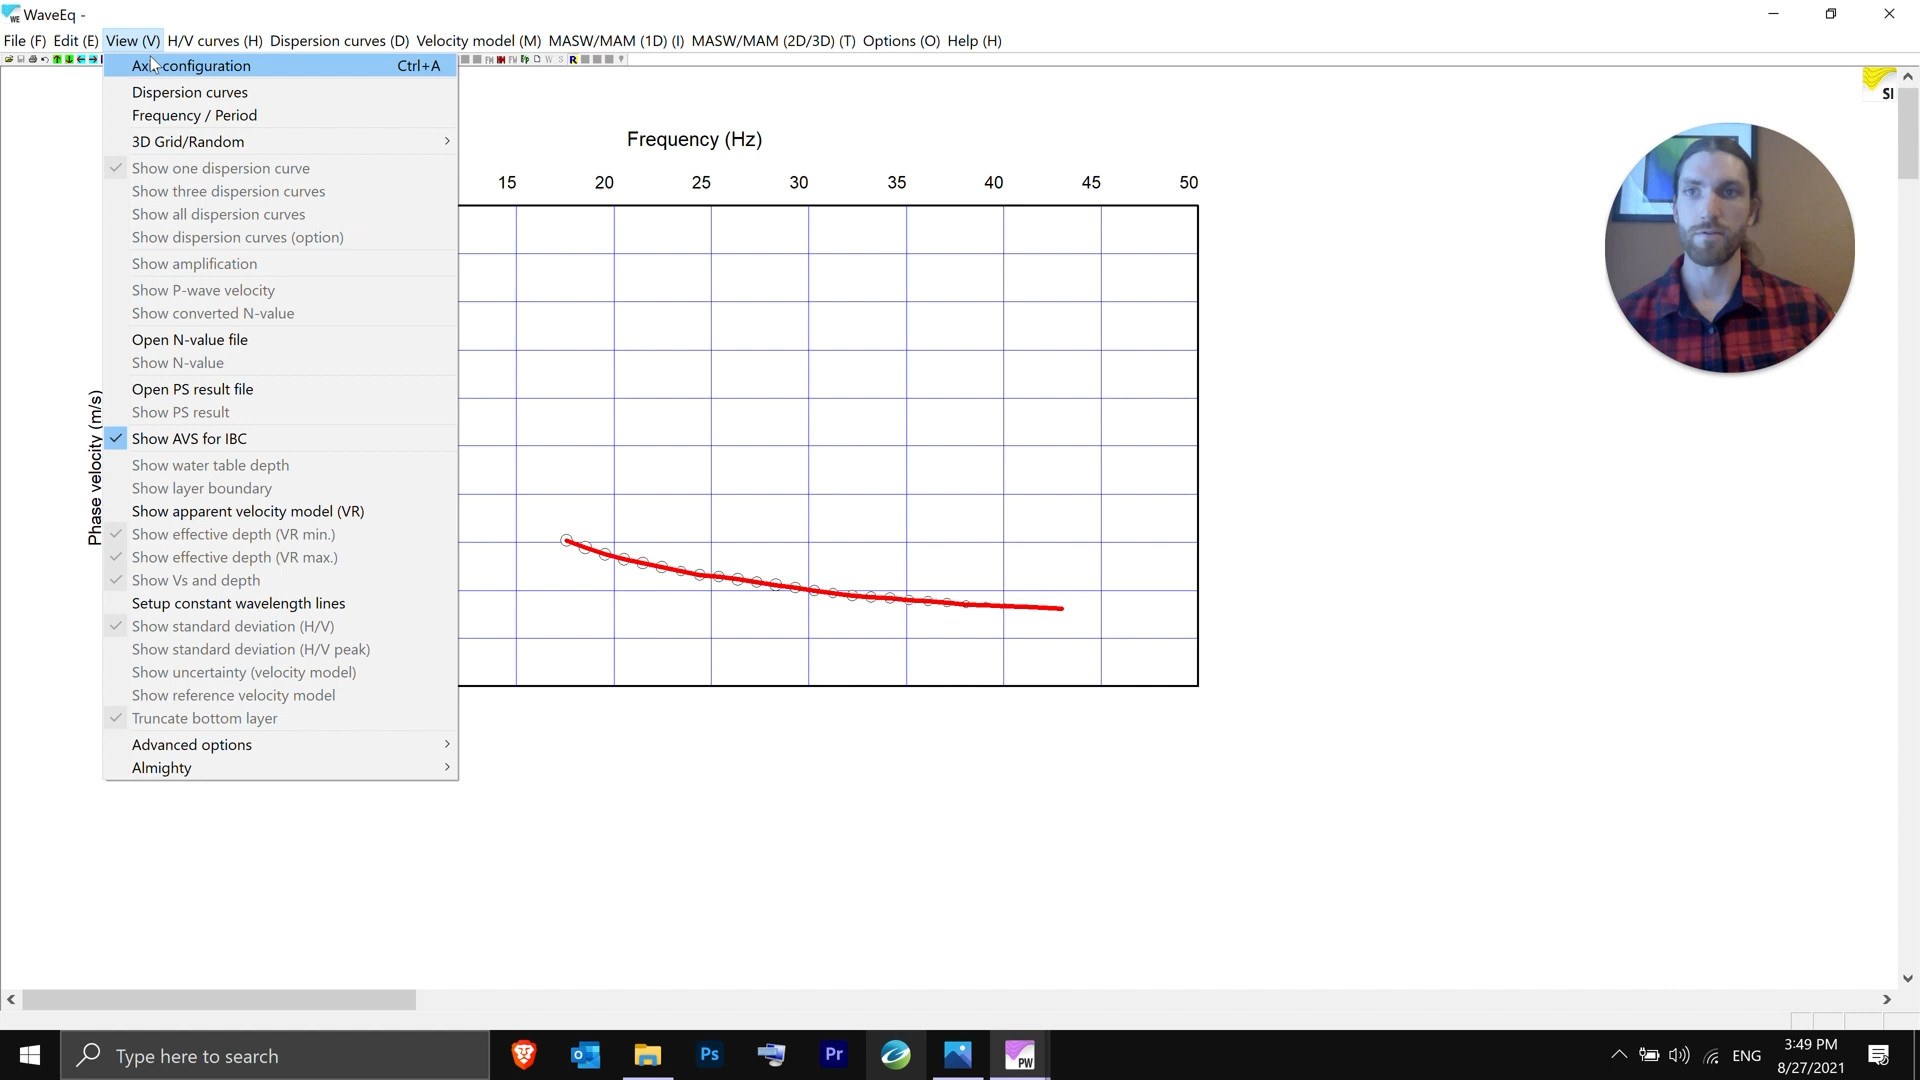 WaveEq -
File (F) Edit (E) View (V) H/V curves (H) Dispersion curves (D) Velocity model (M) MASW/MAM (1D) (I) MASW/MAM (2D/3D) (T) Options (O) Help (H)
configuration Ctrl+A
Dispersion curves
Frequency / Period
3D Grid/Random
Show one dispersion curve
Show three dispersion curves
Show all dispersion curves
Show dispersion curves (option)
Show amplification
Show P-wave velocity
Show converted N-value
Open N-value file
Show N-value
Open PS result file
Show PS result
Show AVS for IBC
Show water table depth
Show layer boundary
Show apparent velocity model (VR)
Show effective depth (VR min.)
Show effective depth (VR max.)
Show Vs and depth
Setup constant wavelength lines
Show standard deviation (H/V)
Show standard deviation (H/V peak)
Show uncertainty (velocity model)
Show reference velocity model
Truncate bottom layer
Advanced options
Almighty
Frequency (Hz)
15 20 25 30 35 40 45 50
Phase velocity (m/s)
SI
Type here to search
Ps
Pr
PW
ENG
3:49 PM
8/27/2021